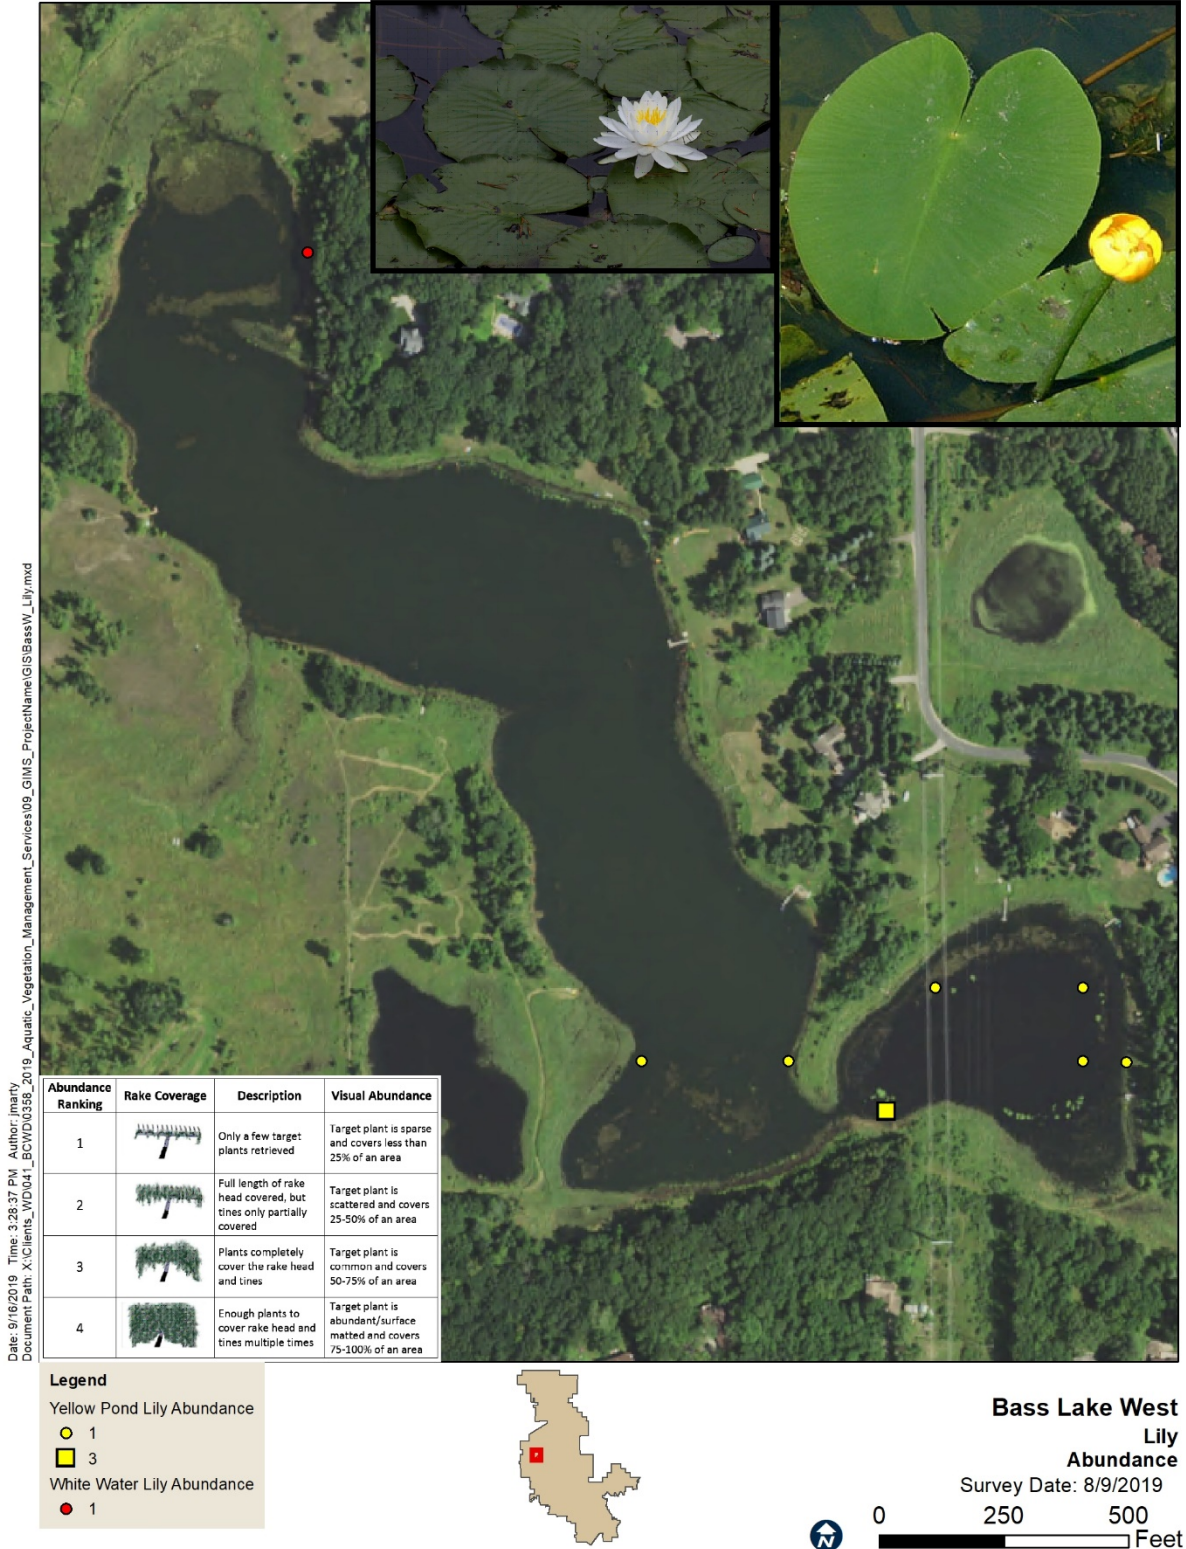 Date: 9/16/2019 Time: 3:28:37 PM Author: jmarty
Document Path: X:\Clients_WD\041_BCWD\0358_2019_Aquatic_Vegetation_Management_Services\09_GIMS_ProjectName\GIS\BassW_Lily.mxd
Abundance
Ranking
Rake Coverage
Description
Visual Abundance
1
Only a few target
plants retrieved
Target plant is sparse
and covers less than
25% of an area
2
Full length of rake
head covered, but
tines only partially
covered
Target plant is
scattered and covers
25-50% of an area
3
Plants completely
cover the rake head
and tines
Target plant is
common and covers
50-75% of an area
4
Enough plants to
cover rake head and
tines multiple times
Target plant is
abundant/surface
matted and covers
75-100% of an area
Legend
Yellow Pond Lily Abundance
1
3
White Water Lily Abundance
1
Bass Lake West
Lily
Abundance
Survey Date: 8/9/2019
N
0 250 500
Feet